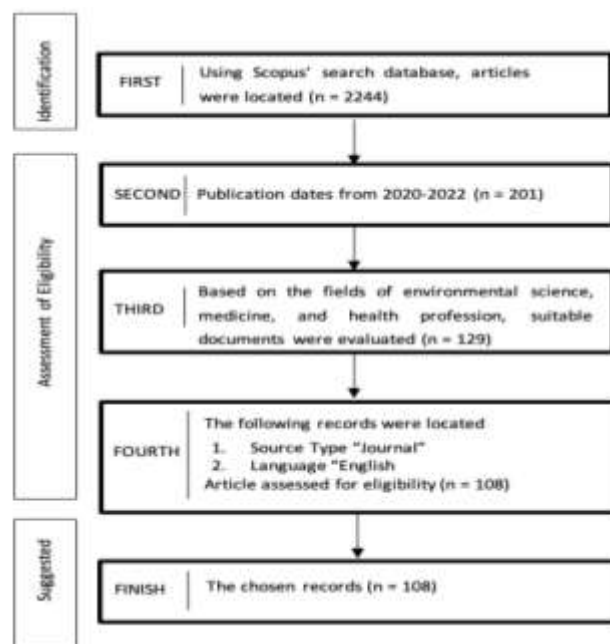 Identification
FIRST
Using Scopus' search database, articles
were located (n = 2244)
Assessment of Eligibility
SECOND
Publication dates from 2020-2022 (n = 201)
THIRD
Based on the fields of environmental science,
medicine, and health profession, suitable
documents were evaluated (n = 129)
FOURTH
The following records were located
1. Source Type "Journal"
2. Language "English
Article assessed for eligibility (n = 108)
Suggested
FINISH
The chosen records (n = 108)